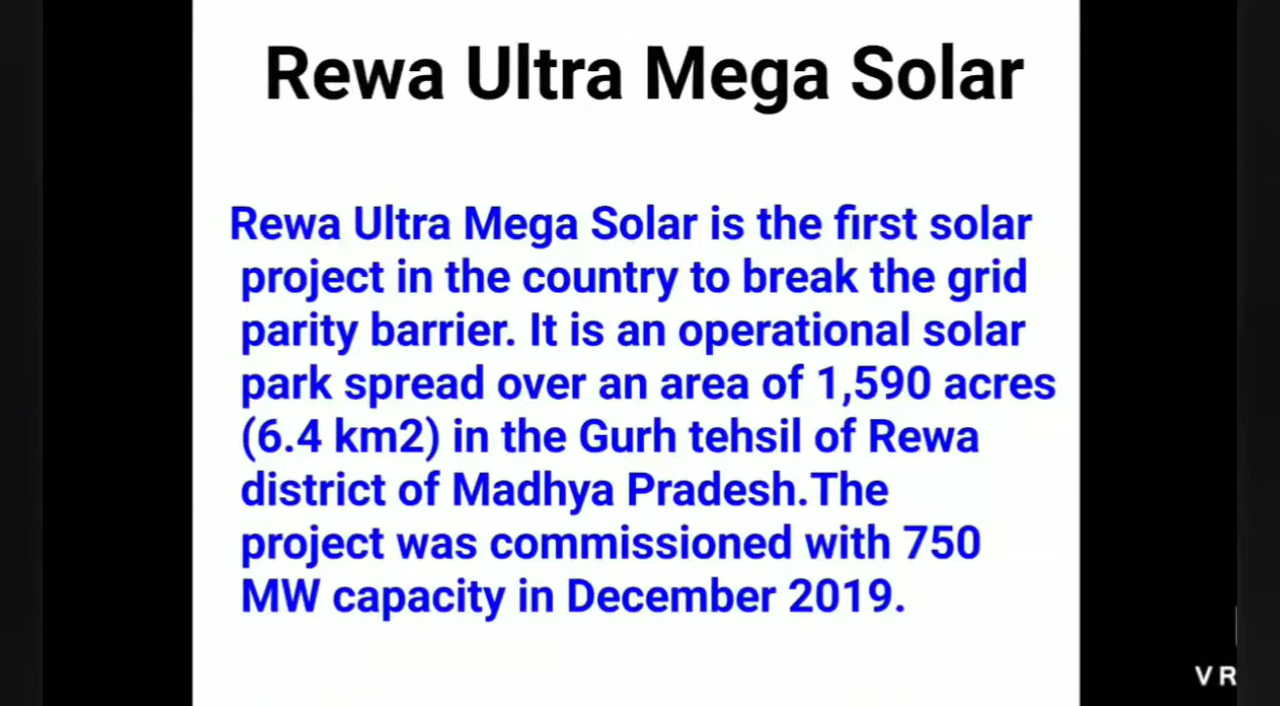 Rewa Ultra Mega Solar
Rewa Ultra Mega Solar is the first solar
project in the country to break the grid
parity barrier. It is an operational solar
park spread over an area of 1,590 acres
(6.4 km2) in the Gurh tehsil of Rewa
district of Madhya Pradesh.The
project was commissioned with 750
MW capacity in December 2019.
VR